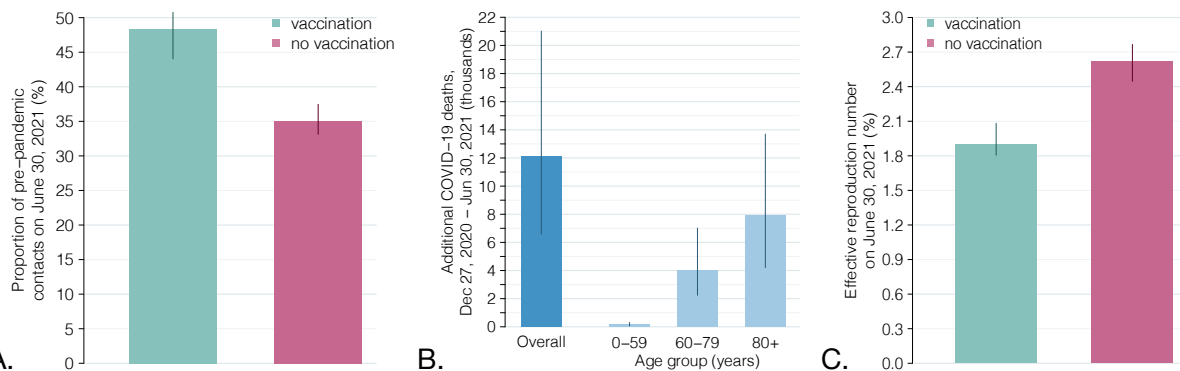 Proportion of pre-pandemic
contacts on June 30, 2021 (%)
50
45
40
35
30
25
20
15
10
5
0
vaccination
no vaccination
A.
Additional COVID-19 deaths,
Dec 27, 2020 - Jun 30, 2021 (thousands)
22
20
18
16
14
12
10
8
6
4
2
0
Overall
0-59
60-79
80+
Age group (years)
B.
Effective reproduction number
on June 30, 2021 (%)
3.0
2.7
2.4
2.1
1.8
1.5
1.2
0.9
0.6
0.3
0.0
vaccination
no vaccination
C.